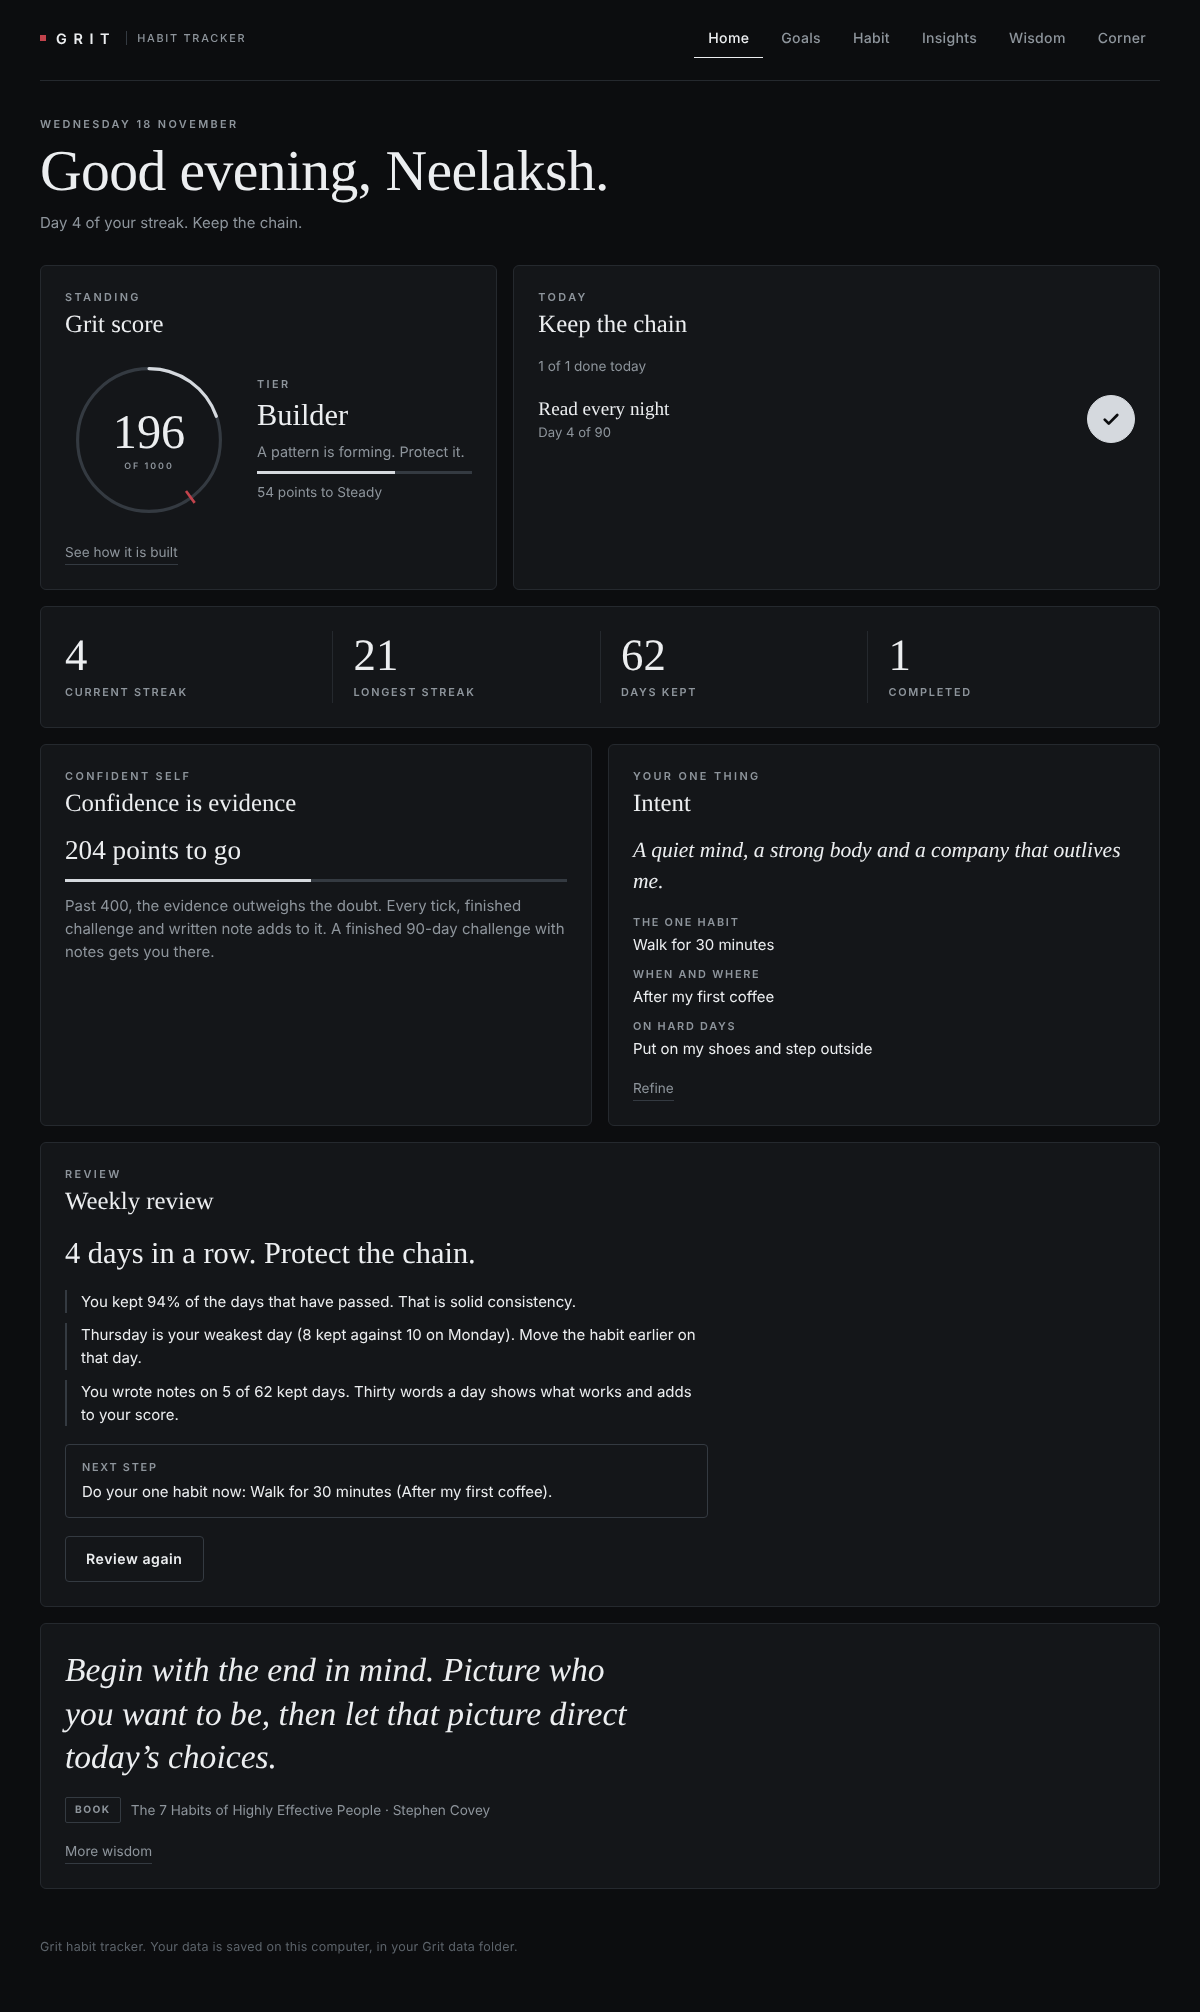 GRIT
HABIT TRACKER
Home
Goals
Habit
Insights
Wisdom
Corner
WEDNESDAY 18 NOVEMBER
Good evening, Neelaksh.
Day 4 of your streak. Keep the chain.
STANDING
Grit score
196
OF 1000
TIER
Builder
A pattern is forming. Protect it.
54 points to Steady
See how it is built
TODAY
Keep the chain
1 of 1 done today
Read every night
Day 4 of 90
4
CURRENT STREAK
21
LONGEST STREAK
62
DAYS KEPT
1
COMPLETED
CONFIDENT SELF
Confidence is evidence
204 points to go
Past 400, the evidence outweighs the doubt. Every tick, finished
challenge and written note adds to it. A finished 90-day challenge with
notes gets you there.
YOUR ONE THING
Intent
A quiet mind, a strong body and a company that outlives
me.
THE ONE HABIT
Walk for 30 minutes
WHEN AND WHERE
After my first coffee
ON HARD DAYS
Put on my shoes and step outside
Refine
REVIEW
Weekly review
4 days in a row. Protect the chain.
You kept 94% of the days that have passed. That is solid consistency.
Thursday is your weakest day (8 kept against 10 on Monday). Move the habit earlier on
that day.
You wrote notes on 5 of 62 kept days. Thirty words a day shows what works and adds
to your score.
NEXT STEP
Do your one habit now: Walk for 30 minutes (After my first coffee).
Review again
Begin with the end in mind. Picture who
you want to be, then let that picture direct
today’s choices.
BOOK
The 7 Habits of Highly Effective People · Stephen Covey
More wisdom
Grit habit tracker. Your data is saved on this computer, in your Grit data folder.